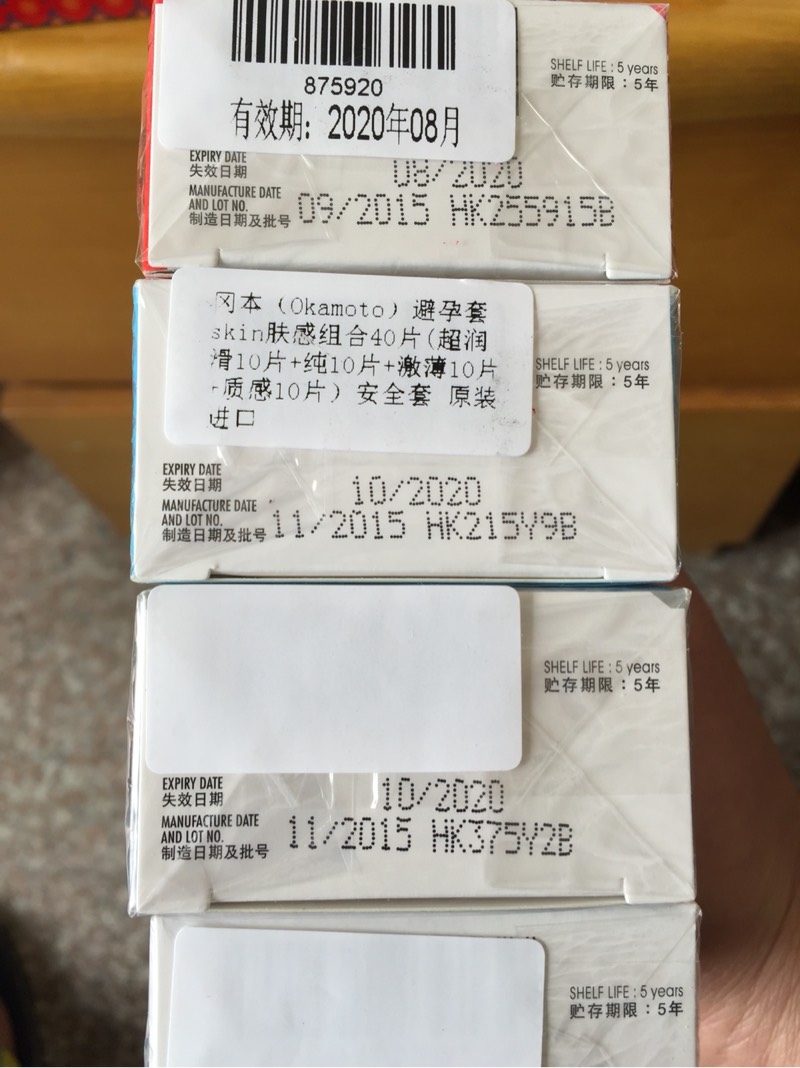 875920
有效期: 2020年08月
SHELF LIFE : 5 years
贮存期限 : 5年
EXPIRY DATE
失效日期
08/2020
MANUFACTURE DATE
AND LOT NO.
制造日期及批号
09/2015 HK255915B
冈本（Okamoto）避孕套
skin肤感组合40片(超润
滑10片+纯10片+激薄10片
+质感10片）安全套 原装
进口
SHELF LIFE : 5 years
贮存期限 : 5年
EXPIRY DATE
失效日期
10/2020
MANUFACTURE DATE
AND LOT NO.
制造日期及批号
11/2015 HK215Y9B
SHELF LIFE : 5 years
贮存期限 : 5年
EXPIRY DATE
失效日期
10/2020
MANUFACTURE DATE
AND LOT NO.
制造日期及批号
11/2015 HK375Y2B
SHELF LIFE : 5 years
贮存期限 : 5年